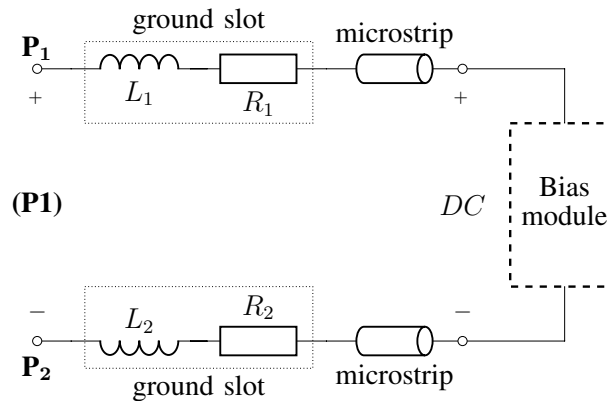 ground slot
microstrip
P₁
+
L₁
R₁
+
(P1)
DC
Bias
module
−
L₂
R₂
−
P₂
ground slot
microstrip